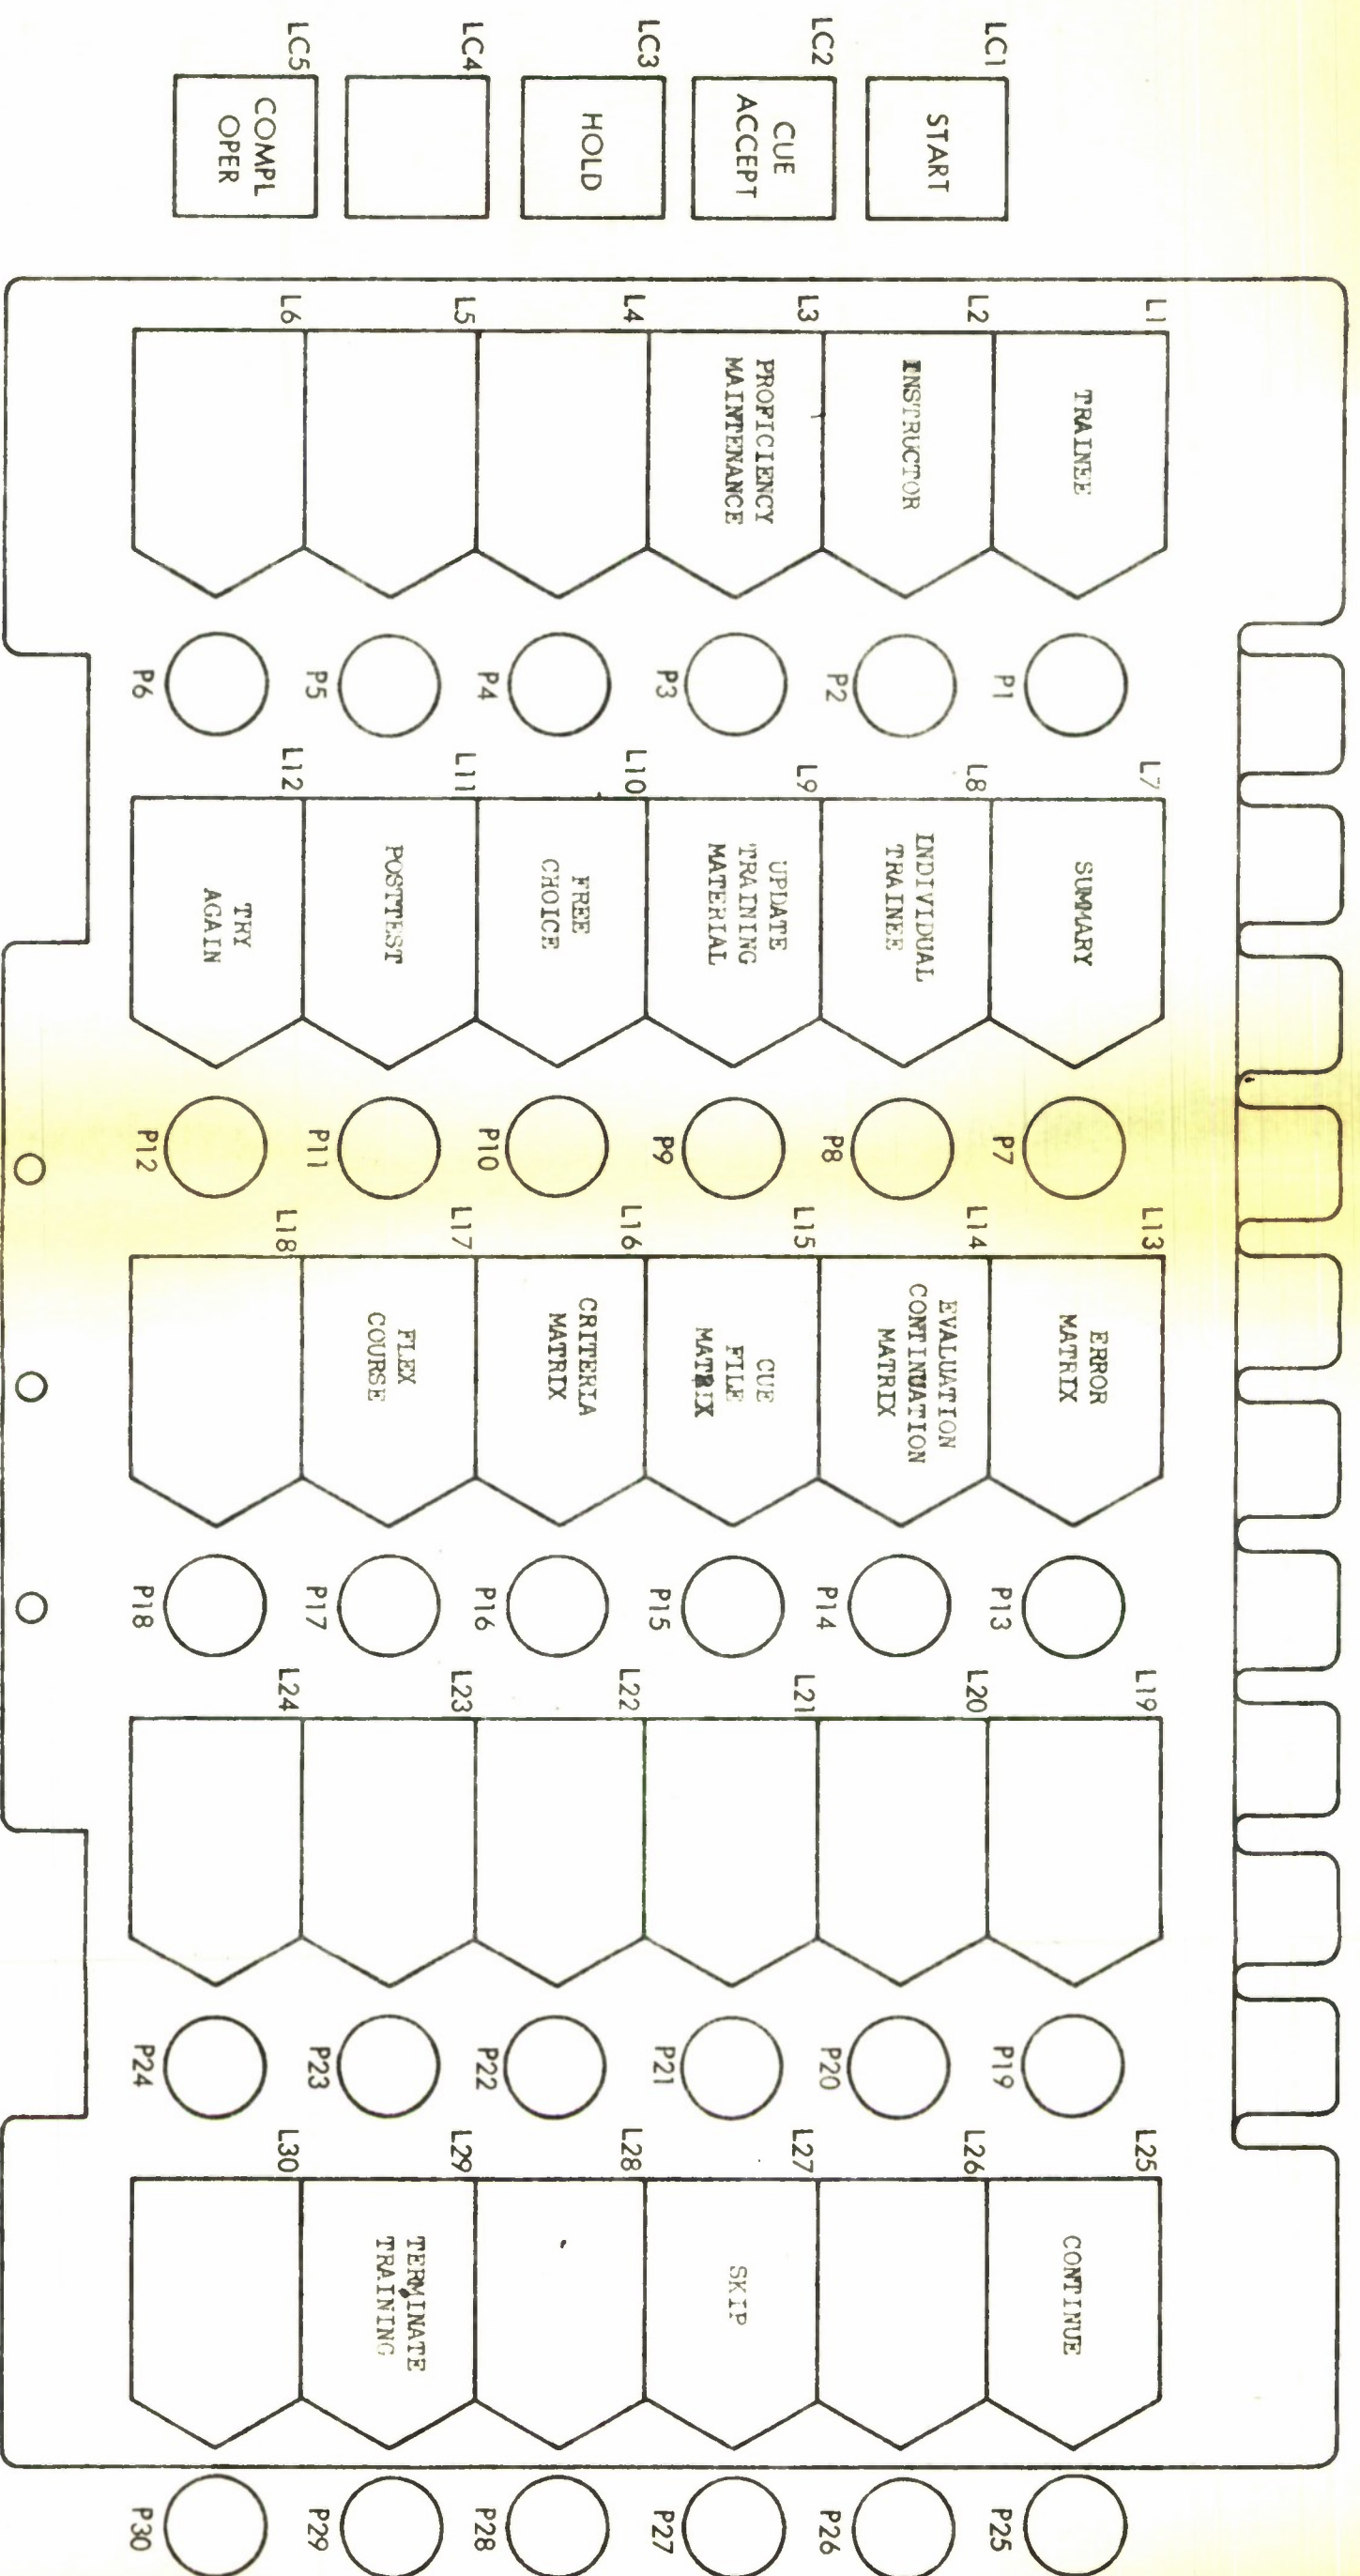 LC1
START
LC2
CUE
ACCEPT
LC3
HOLD
LC4
LC5
COMPL
OPER
L1
TRAINEE
P1
L2
INSTRUCTOR
P2
L3
PROFICIENCY
MAINTENANCE
P3
L4
P4
L5
P5
L6
P6
L7
SUMMARY
P7
L8
INDIVIDUAL
TRAINEE
P8
L9
UPDATE
TRAINING
MATERIAL
P9
L10
FREE
CHOICE
P10
L11
POSTTEST
P11
L12
TRY
AGAIN
P12
L13
ERROR
MATRIX
P13
L14
EVALUATION
CONTINUATION
MATRIX
P14
L15
CUE
FILE
MATRIX
P15
L16
CRITERIA
MATRIX
P16
L17
FLEX
COURSE
P17
L18
P18
L19
P19
L20
P20
L21
P21
L22
P22
L23
P23
L24
P24
L25
CONTINUE
P25
L26
P26
L27
SKIP
P27
L28
P28
L29
TERMINATE
TRAINING
P29
L30
P30